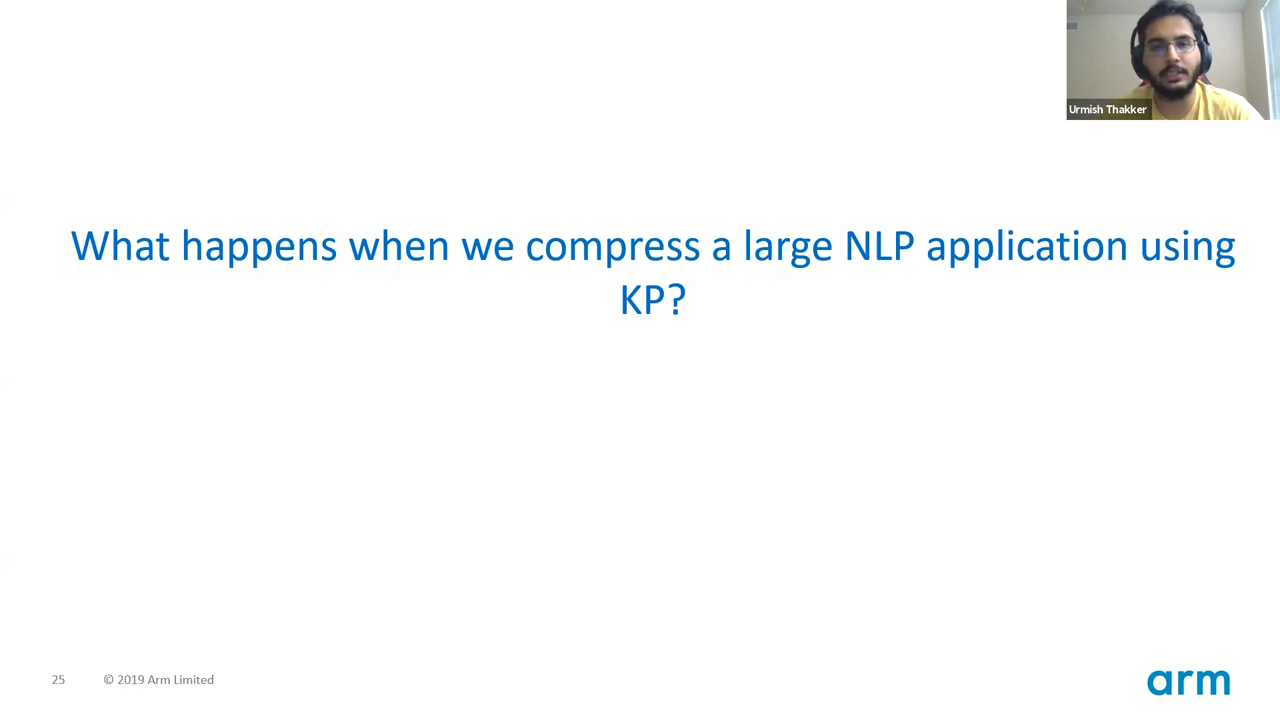 Urmish Thakker
What happens when we compress a large NLP application using
KP?
25
© 2019 Arm Limited
arm